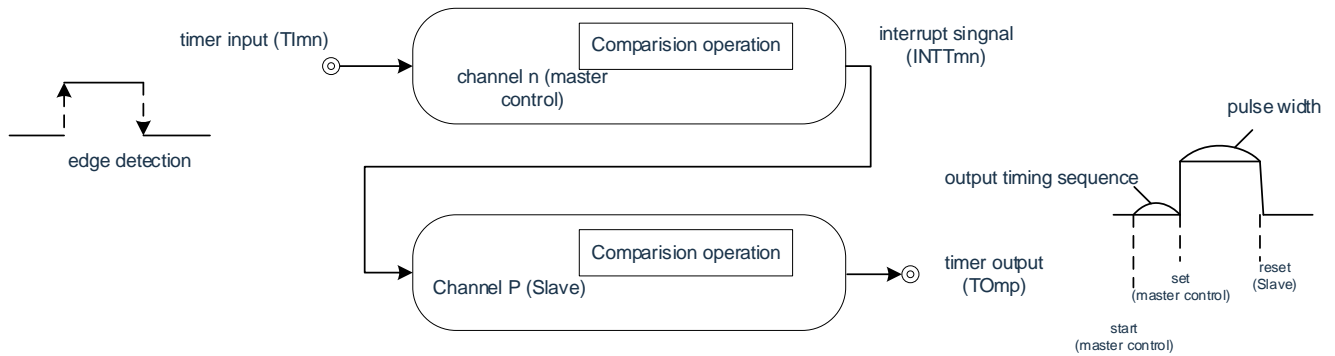 timer input (TImn)
Comparision operation
channel n (master
control)
interrupt singnal
(INTTmn)
edge detection
pulse width
output timing sequence
Comparision operation
Channel P (Slave)
timer output
(TOmp)
set
(master control)
reset
(Slave)
start
(master control)